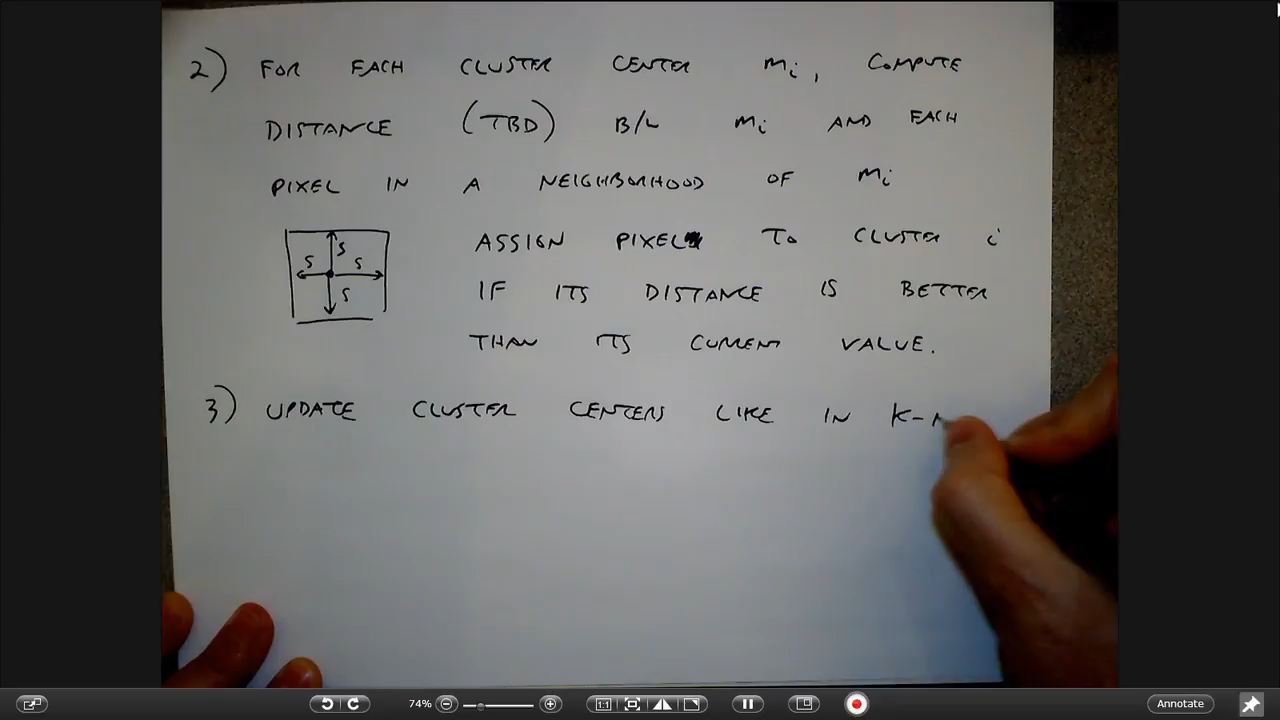 2) FOR EACH CLUSTER CENTER mi, COMPUTE
DISTANCE (TBD) B/W mi AND EACH
PIXEL IN A NEIGHBORHOOD OF mi
S
S S
S
ASSIGN PIXEL TO CLUSTER i
IF ITS DISTANCE IS BETTER
THAN ITS CURRENT VALUE.
3) UPDATE CLUSTER CENTERS LIKE IN K-
74%
1:1
Annotate